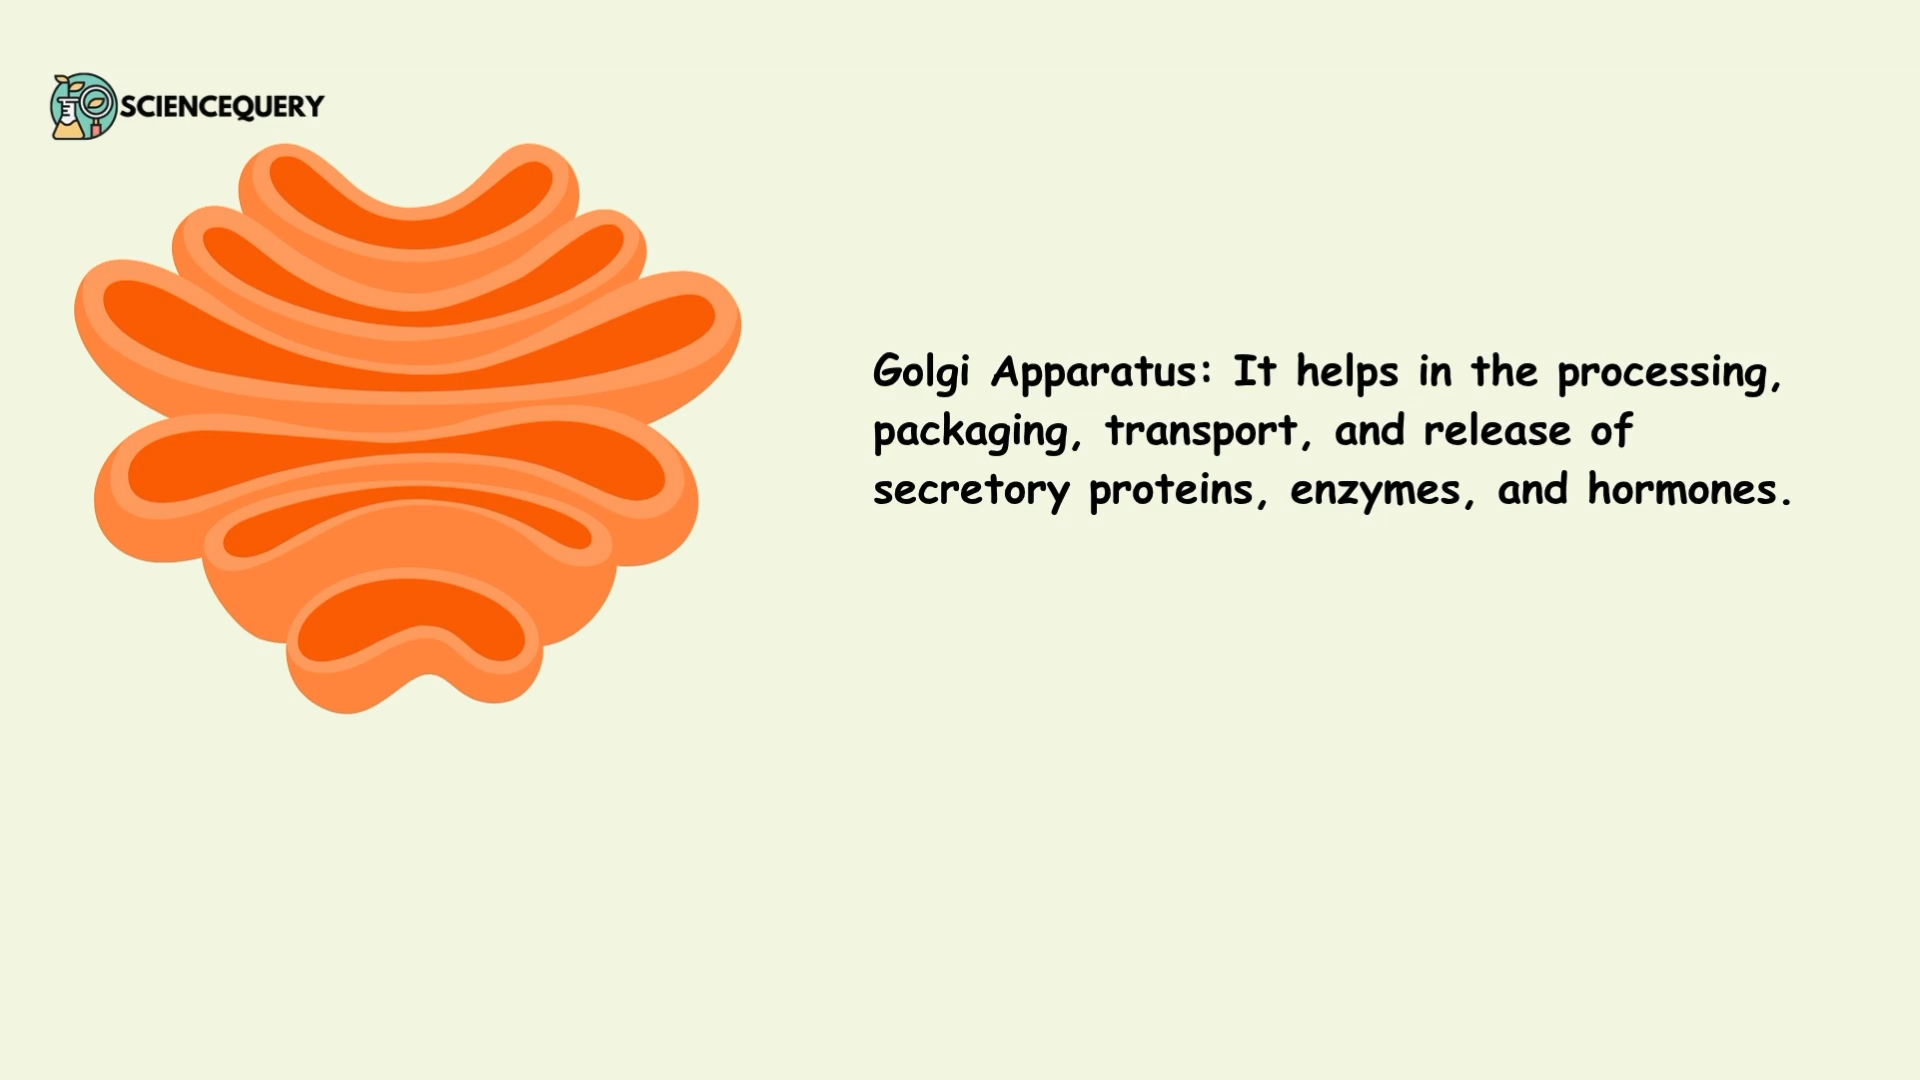 SCIENCEQUERY
Golgi Apparatus: It helps in the processing,
packaging, transport, and release of
secretory proteins, enzymes, and hormones.